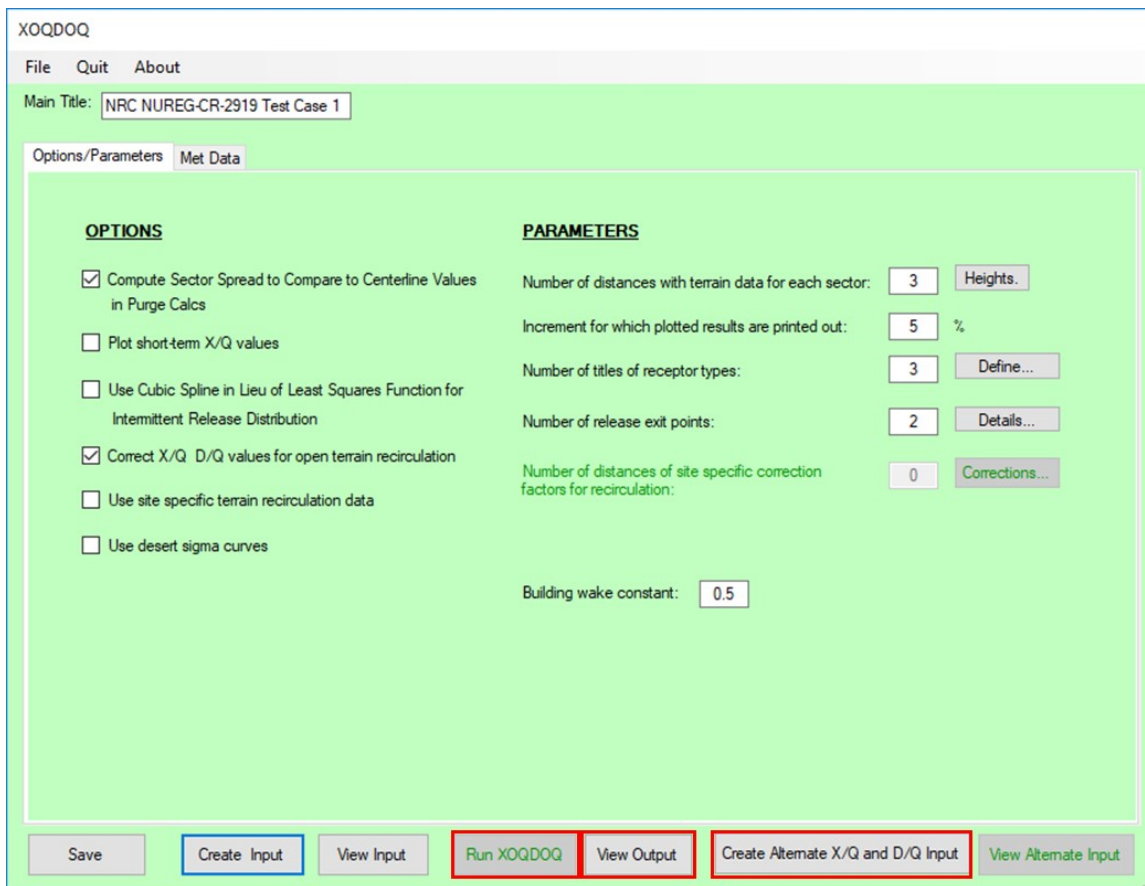 XOQDOQ
File Quit About
Main Title: NRC NUREG-CR-2919 Test Case 1
Options/Parameters Met Data
OPTIONS
Compute Sector Spread to Compare to Centerline Values
in Purge Calcs
Plot short-term X/Q values
Use Cubic Spline in Lieu of Least Squares Function for
Intermittent Release Distribution
Correct X/Q D/Q values for open terrain recirculation
Use site specific terrain recirculation data
Use desert sigma curves
PARAMETERS
Number of distances with terrain data for each sector: 3 Heights.
Increment for which plotted results are printed out: 5 %
Number of titles of receptor types: 3 Define...
Number of release exit points: 2 Details...
Number of distances of site specific correction
factors for recirculation: 0 Corrections...
Building wake constant: 0.5
Save Create Input View Input Run XOQDOQ View Output Create Alternate X/Q and D/Q Input View Alternate Input